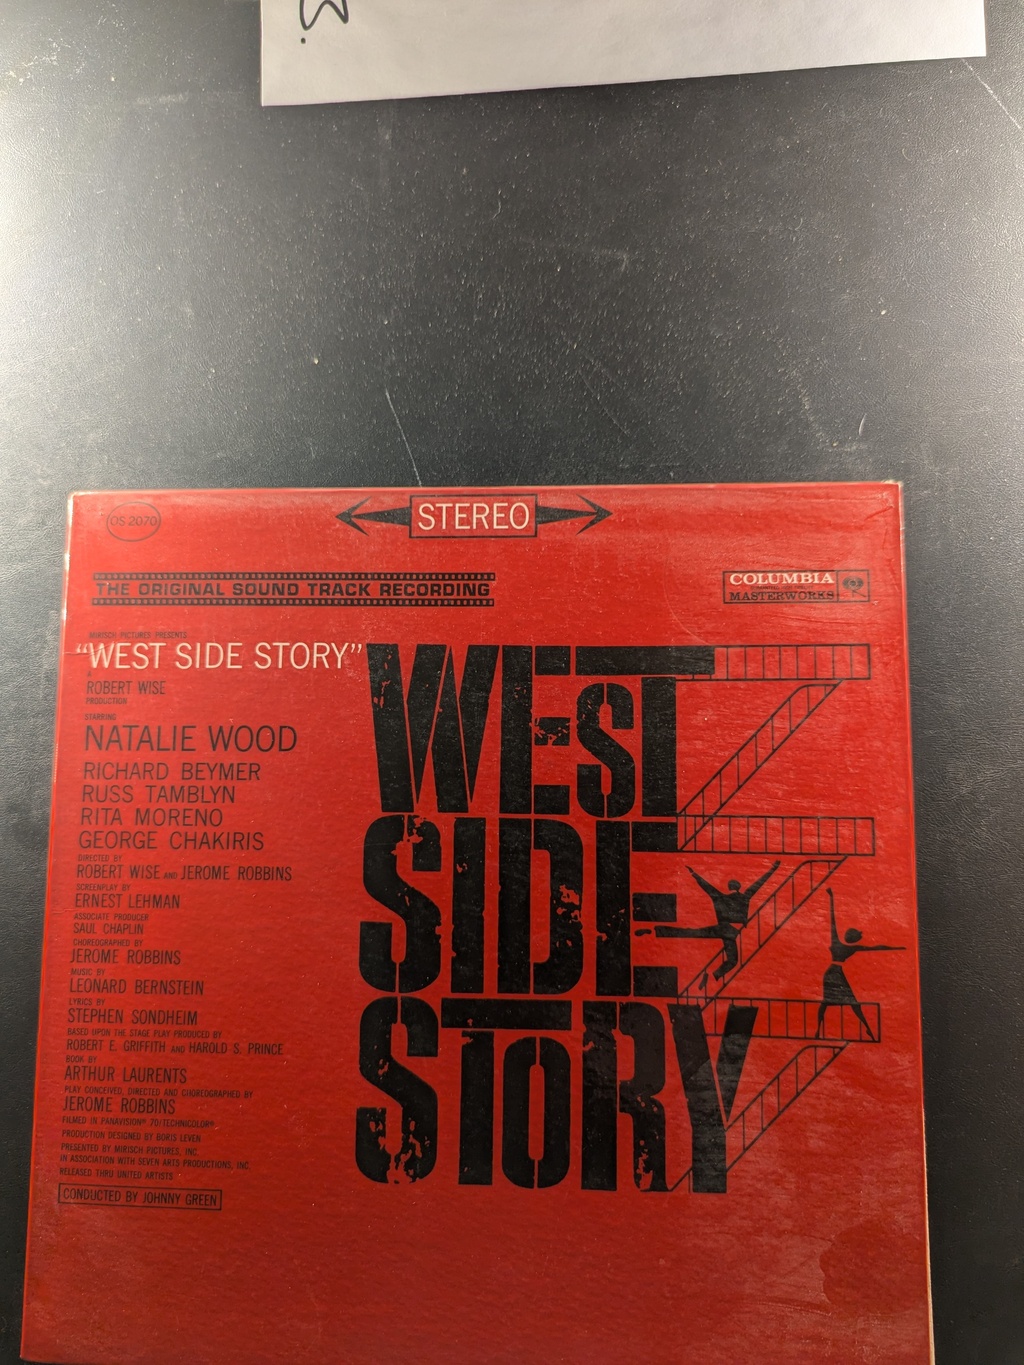 OS 2070
STEREO
THE ORIGINAL SOUND TRACK RECORDING
COLUMBIA
MASTERWORKS
MIRISCH PICTURES PRESENTS
"WEST SIDE STORY"
A
ROBERT WISE
PRODUCTION
STARRING
NATALIE WOOD
RICHARD BEYMER
RUSS TAMBLYN
RITA MORENO
GEORGE CHAKIRIS
DIRECTED BY
ROBERT WISE AND JEROME ROBBINS
SCREENPLAY BY
ERNEST LEHMAN
ASSOCIATE PRODUCER
SAUL CHAPLIN
CHOREOGRAPHED BY
JEROME ROBBINS
MUSIC BY
LEONARD BERNSTEIN
LYRICS BY
STEPHEN SONDHEIM
BASED UPON THE STAGE PLAY PRODUCED BY
ROBERT E. GRIFFITH AND HAROLD S. PRINCE
BOOK BY
ARTHUR LAURENTS
PLAY CONCEIVED, DIRECTED AND CHOREOGRAPHED BY
JEROME ROBBINS
FILMED IN PANAVISION® 70/TECHNICOLOR®
PRODUCTION DESIGNED BY BORIS LEVEN
PRESENTED BY MIRISCH PICTURES, INC.
IN ASSOCIATION WITH SEVEN ARTS PRODUCTIONS, INC.
RELEASED THRU UNITED ARTISTS
CONDUCTED BY JOHNNY GREEN
WEST
SIDE
STORY